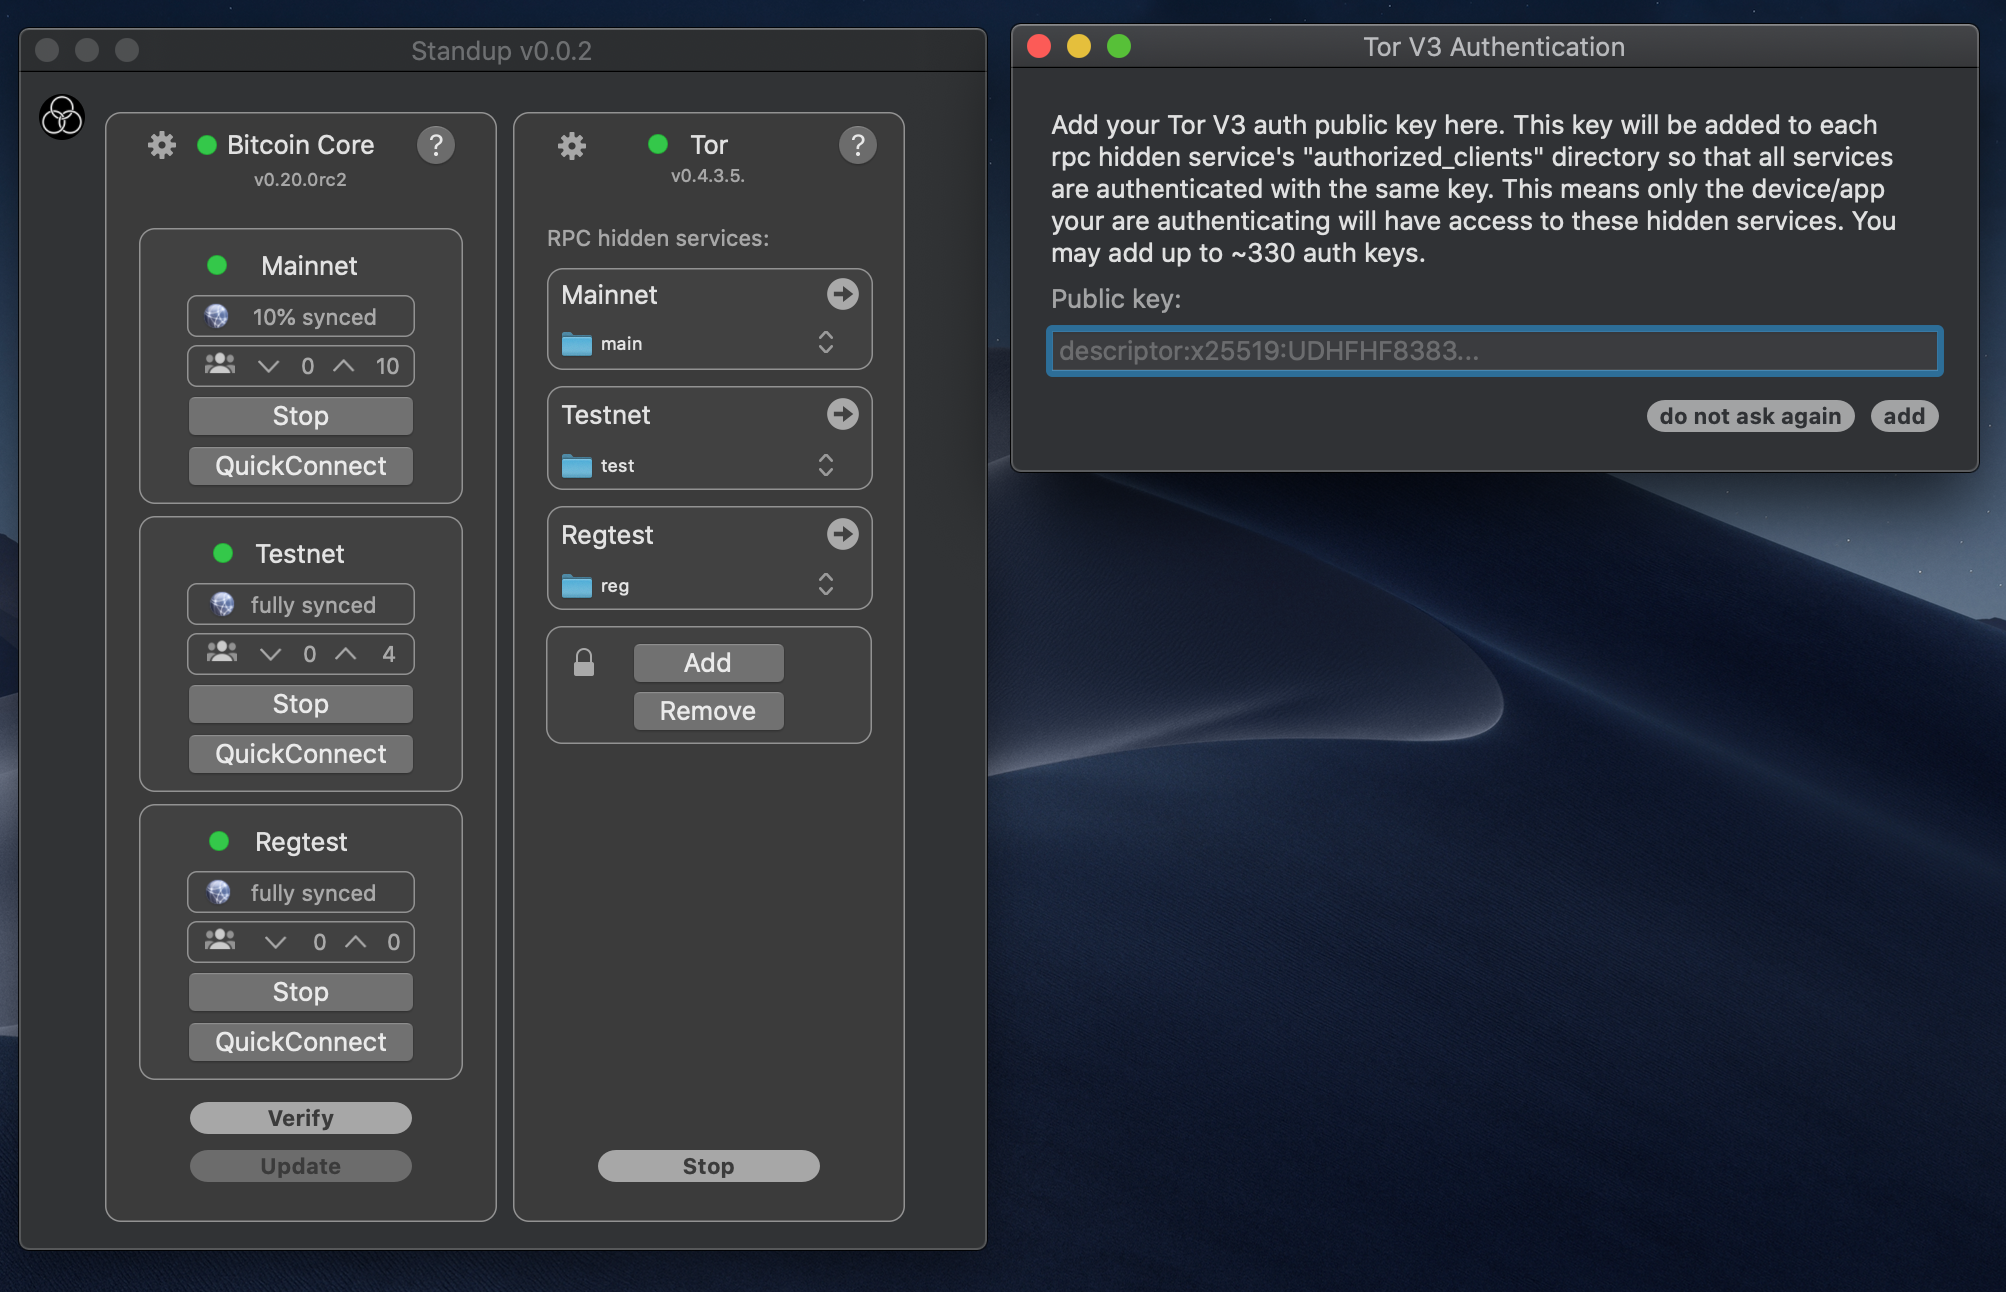 Standup v0.0.2
Bitcoin Core
?
v0.20.0rc2
Mainnet
10% synced
0 10
Stop
QuickConnect
Testnet
fully synced
0 4
Stop
QuickConnect
Regtest
fully synced
0 0
Stop
QuickConnect
Verify
Update
Tor
?
v0.4.3.5.
RPC hidden services:
Mainnet
main
Testnet
test
Regtest
reg
Add
Remove
Stop
Tor V3 Authentication
Add your Tor V3 auth public key here. This key will be added to each
rpc hidden service's "authorized_clients" directory so that all services
are authenticated with the same key. This means only the device/app
your are authenticating will have access to these hidden services. You
may add up to ~330 auth keys.
Public key:
descriptor:x25519:UDHFHF8383...
do not ask again
add